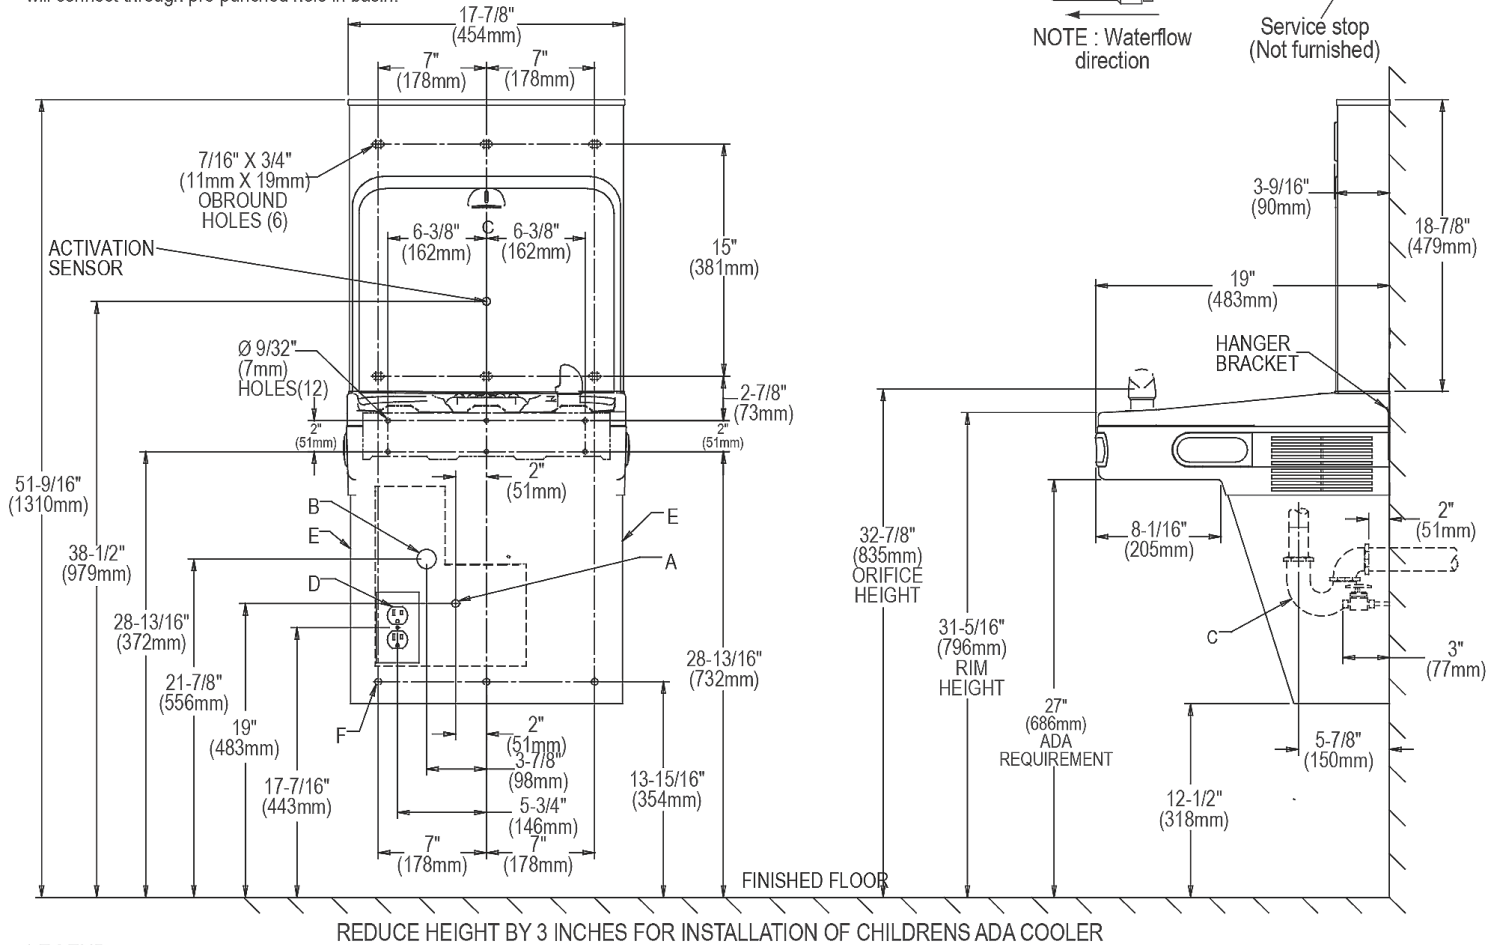 17-7/8"
(454mm)
7"
(178mm)
7"
(178mm)
NOTE : Waterflow
direction
Service stop
(Not furnished)
7/16" X 3/4"
(11mm X 19mm)
OBROUND
HOLES (6)
ACTIVATION
SENSOR
C
6-3/8"
(162mm)
6-3/8"
(162mm)
15"
(381mm)
Ø 9/32"
(7mm)
HOLES(12)
2-7/8"
(73mm)
2"
(51mm)
2"
(51mm)
2"
(51mm)
51-9/16"
(1310mm)
38-1/2"
(979mm)
28-13/16"
(372mm)
21-7/8"
(556mm)
19"
(483mm)
17-7/16"
(443mm)
B
E
D
E
A
F
28-13/16"
(732mm)
2"
(51mm)
3-7/8"
(98mm)
5-3/4"
(146mm)
7"
(178mm)
7"
(178mm)
13-15/16"
(354mm)
3-9/16"
(90mm)
18-7/8"
(479mm)
19"
(483mm)
HANGER
BRACKET
32-7/8"
(835mm)
ORIFICE
HEIGHT
31-5/16"
(796mm)
RIM
HEIGHT
27"
(686mm)
ADA
REQUIREMENT
8-1/16"
(205mm)
2"
(51mm)
C
3"
(77mm)
5-7/8"
(150mm)
12-1/2"
(318mm)
FINISHED FLOOR
REDUCE HEIGHT BY 3 INCHES FOR INSTALLATION OF CHILDRENS ADA COOLER